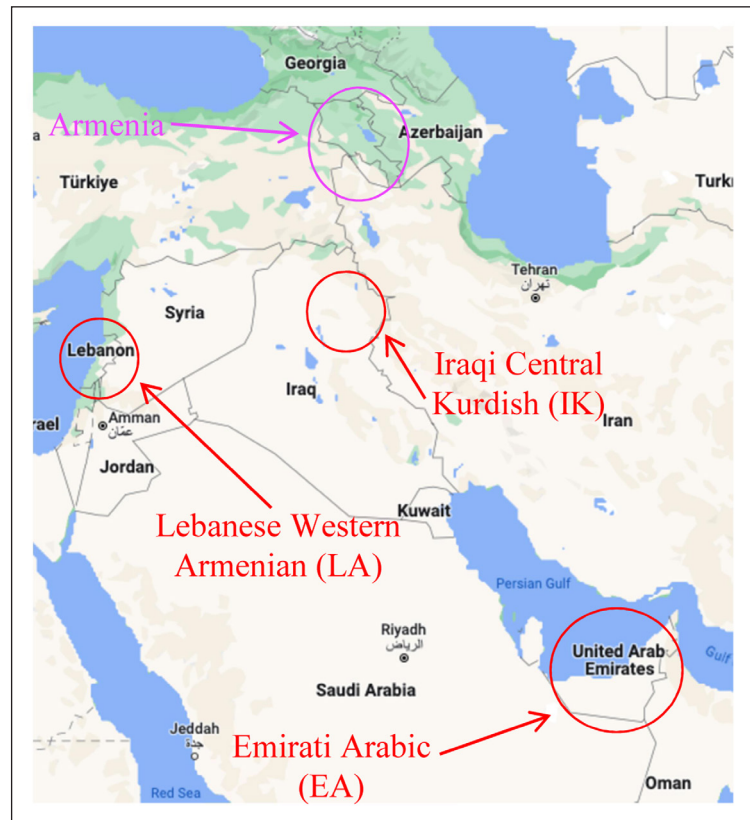 Georgia
Armenia
Azerbaijan
a
Türkiye
Turk
Tehran
تهران
Syria
Lebanon
Iraqi Central
Kurdish (IK)
Iraq
Iran
rael
Amman
عمّان
Jordan
Kuwait
Lebanese Western
Armenian (LA)
Persian Gulf
Riyadh
الرياض
United Arab
Emirates
Gulf
Saudi Arabia
Jeddah
جدة
Emirati Arabic
(EA)
Oman
Red Sea